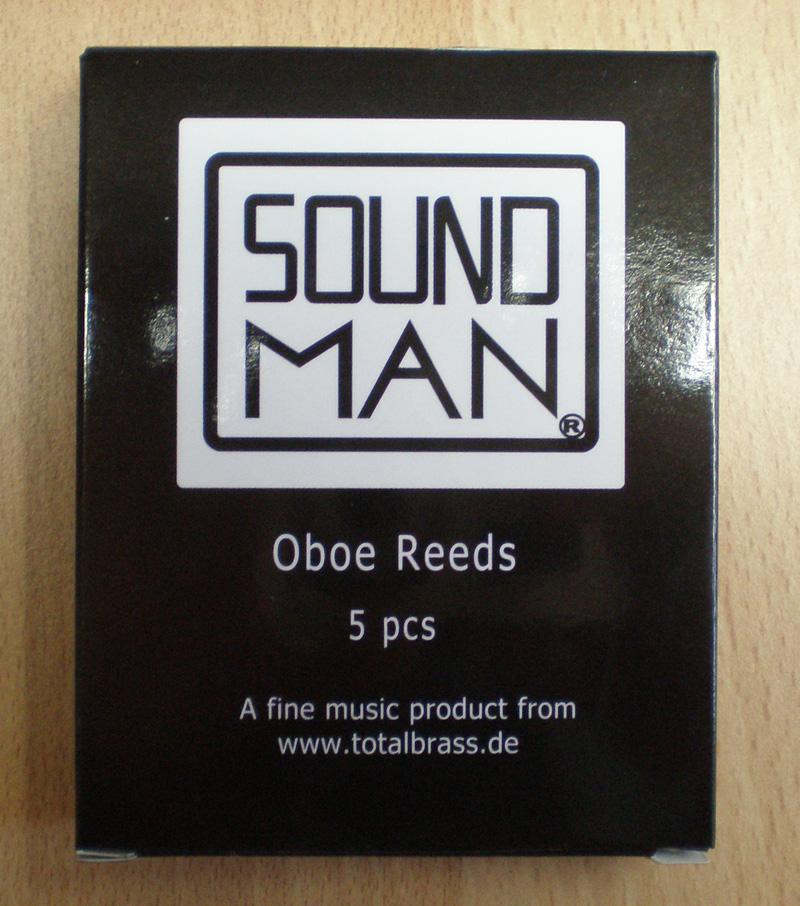 SOUND
MAN®
Oboe Reeds
5 pcs
A fine music product from
www.totalbrass.de